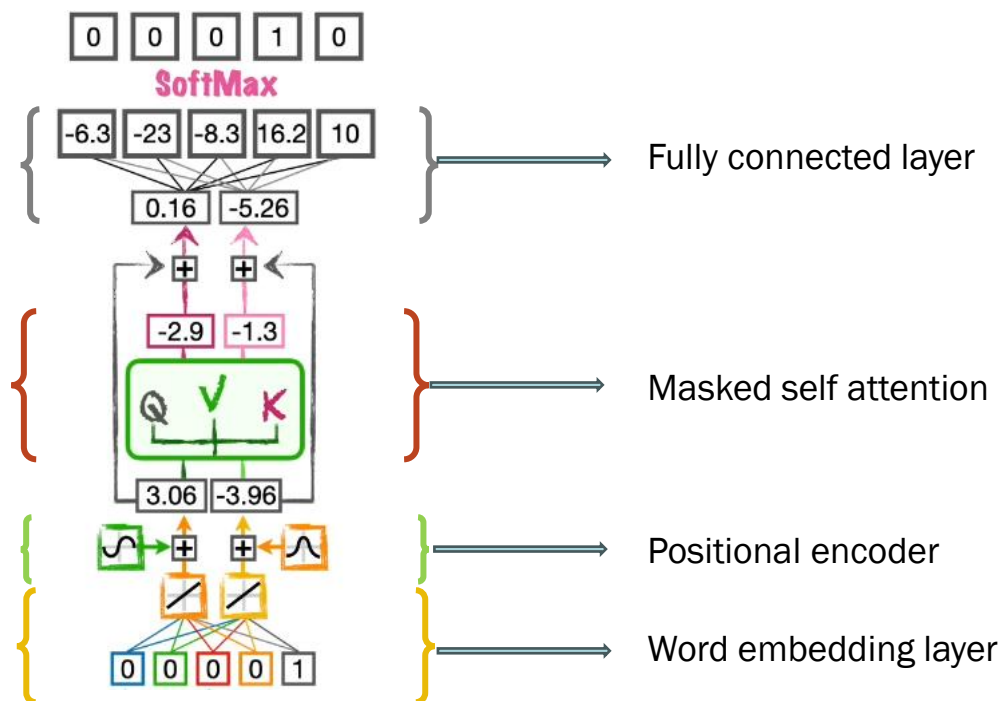 0 0 0 1 0
SoftMax
-6.3 -23 -8.3 16.2 10
Fully connected layer
0.16 -5.26
+ +
-2.9 -1.3
Q V K
Masked self attention
3.06 -3.96
+ +
Positional encoder
Word embedding layer
0 0 0 0 1